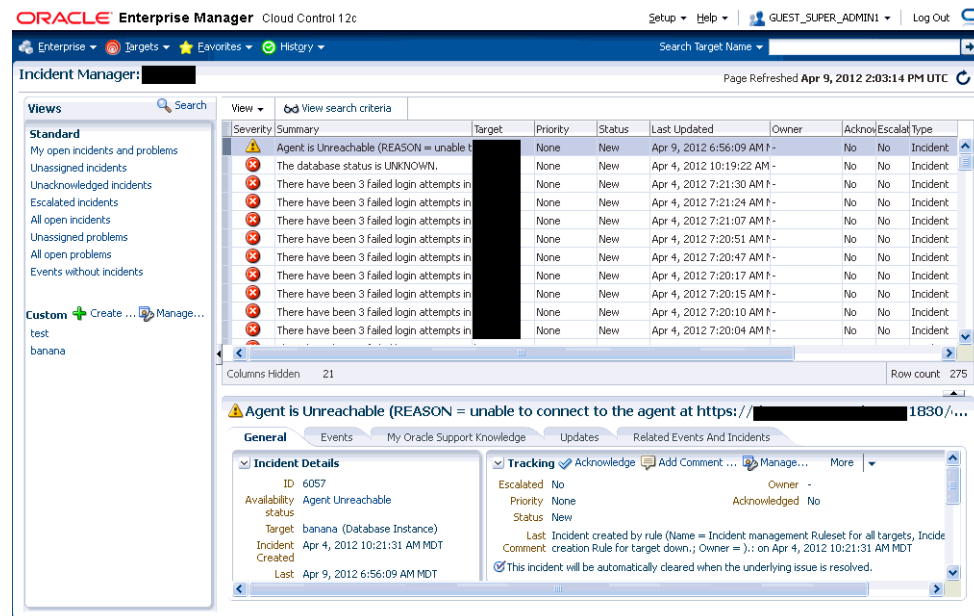 ORACLE Enterprise Manager Cloud Control 12c
Setup Help GUEST_SUPER_ADMIN1 Log Out
Enterprise Targets Favorites History Search Target Name
Incident Manager:
Page Refreshed Apr 9, 2012 2:03:14 PM UTC
Views Search
Standard
My open incidents and problems
Unassigned incidents
Unacknowledged incidents
Escalated incidents
All open incidents
Unassigned problems
All open problems
Events without incidents
Custom Create ... Manage...
test
banana
View View search criteria
Severity Summary Target Priority Status Last Updated Owner Acknow Escalat Type
Agent is Unreachable (REASON = unable t None New Apr 9, 2012 6:56:09 AM M - No No Incident
The database status is UNKNOWN. None New Apr 4, 2012 10:19:22 AM - No No Incident
There have been 3 failed login attempts in None New Apr 4, 2012 7:21:30 AM M - No No Incident
There have been 3 failed login attempts in None New Apr 4, 2012 7:21:24 AM M - No No Incident
There have been 3 failed login attempts in None New Apr 4, 2012 7:21:07 AM M - No No Incident
There have been 3 failed login attempts in None New Apr 4, 2012 7:20:51 AM M - No No Incident
There have been 3 failed login attempts in None New Apr 4, 2012 7:20:47 AM M - No No Incident
There have been 3 failed login attempts in None New Apr 4, 2012 7:20:17 AM M - No No Incident
There have been 3 failed login attempts in None New Apr 4, 2012 7:20:15 AM M - No No Incident
There have been 3 failed login attempts in None New Apr 4, 2012 7:20:10 AM M - No No Incident
There have been 3 failed login attempts in None New Apr 4, 2012 7:20:04 AM M - No No Incident
Columns Hidden 21 Row count 275
Agent is Unreachable (REASON = unable to connect to the agent at https:// 1830/ ...
General Events My Oracle Support Knowledge Updates Related Events And Incidents
Incident Details
ID 6057
Availability status Agent Unreachable
Target banana (Database Instance)
Incident Created Apr 4, 2012 10:21:31 AM MDT
Last Apr 9, 2012 6:56:09 AM MDT
Tracking Acknowledge Add Comment ... Manage... More
Escalated No Owner -
Priority None Acknowledged No
Status New
Last Comment Incident created by rule (Name = Incident management Ruleset for all targets, Incide
creation Rule for target down.; Owner = ).: on Apr 4, 2012 10:21:31 AM MDT
This incident will be automatically cleared when the underlying issue is resolved.